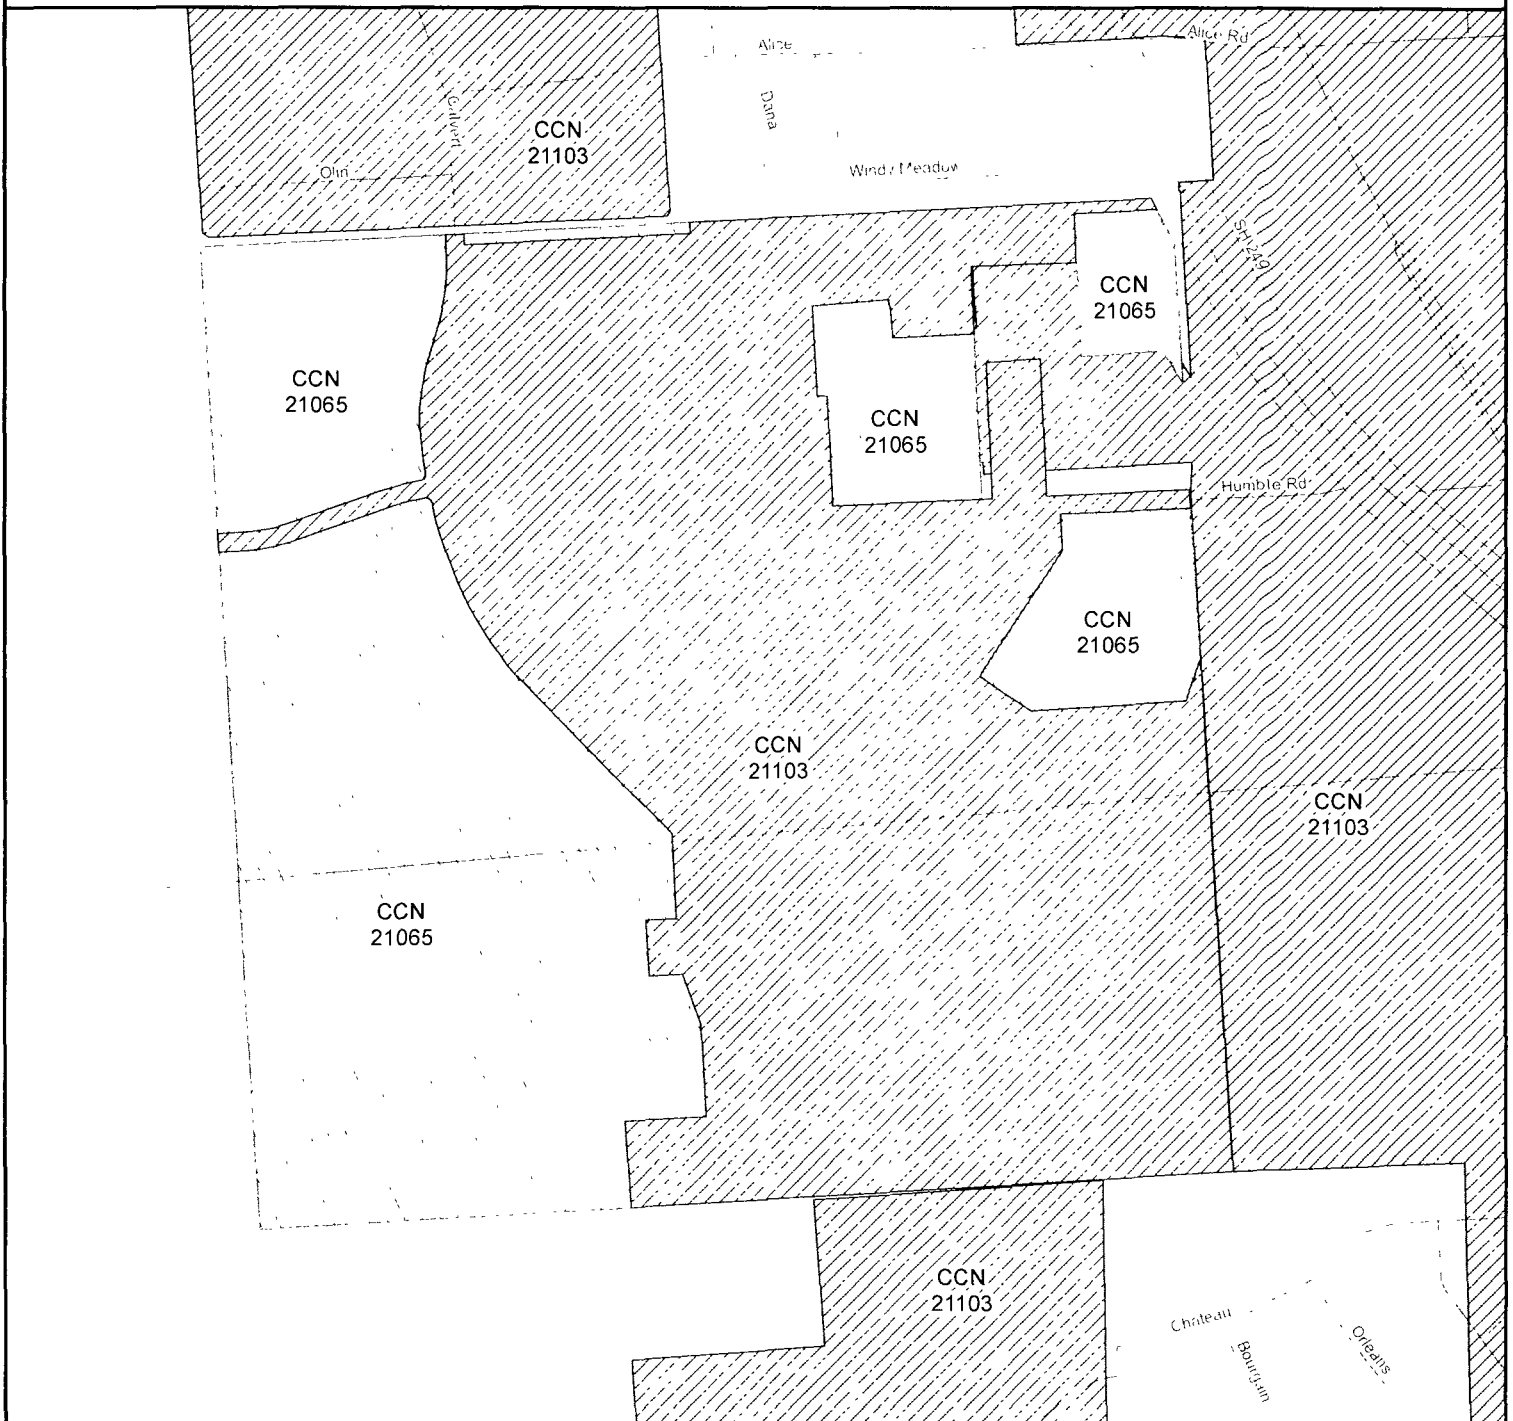 Alice
Alice Rd
Dana
Culvert
CCN
21103
Olin
Windy Meadow
SH 249
CCN
21065
CCN
21065
CCN
21065
Humble Rd
CCN
21065
CCN
21103
CCN
21103
CCN
21065
CCN
21103
Chateau
Orleans
Bourgain